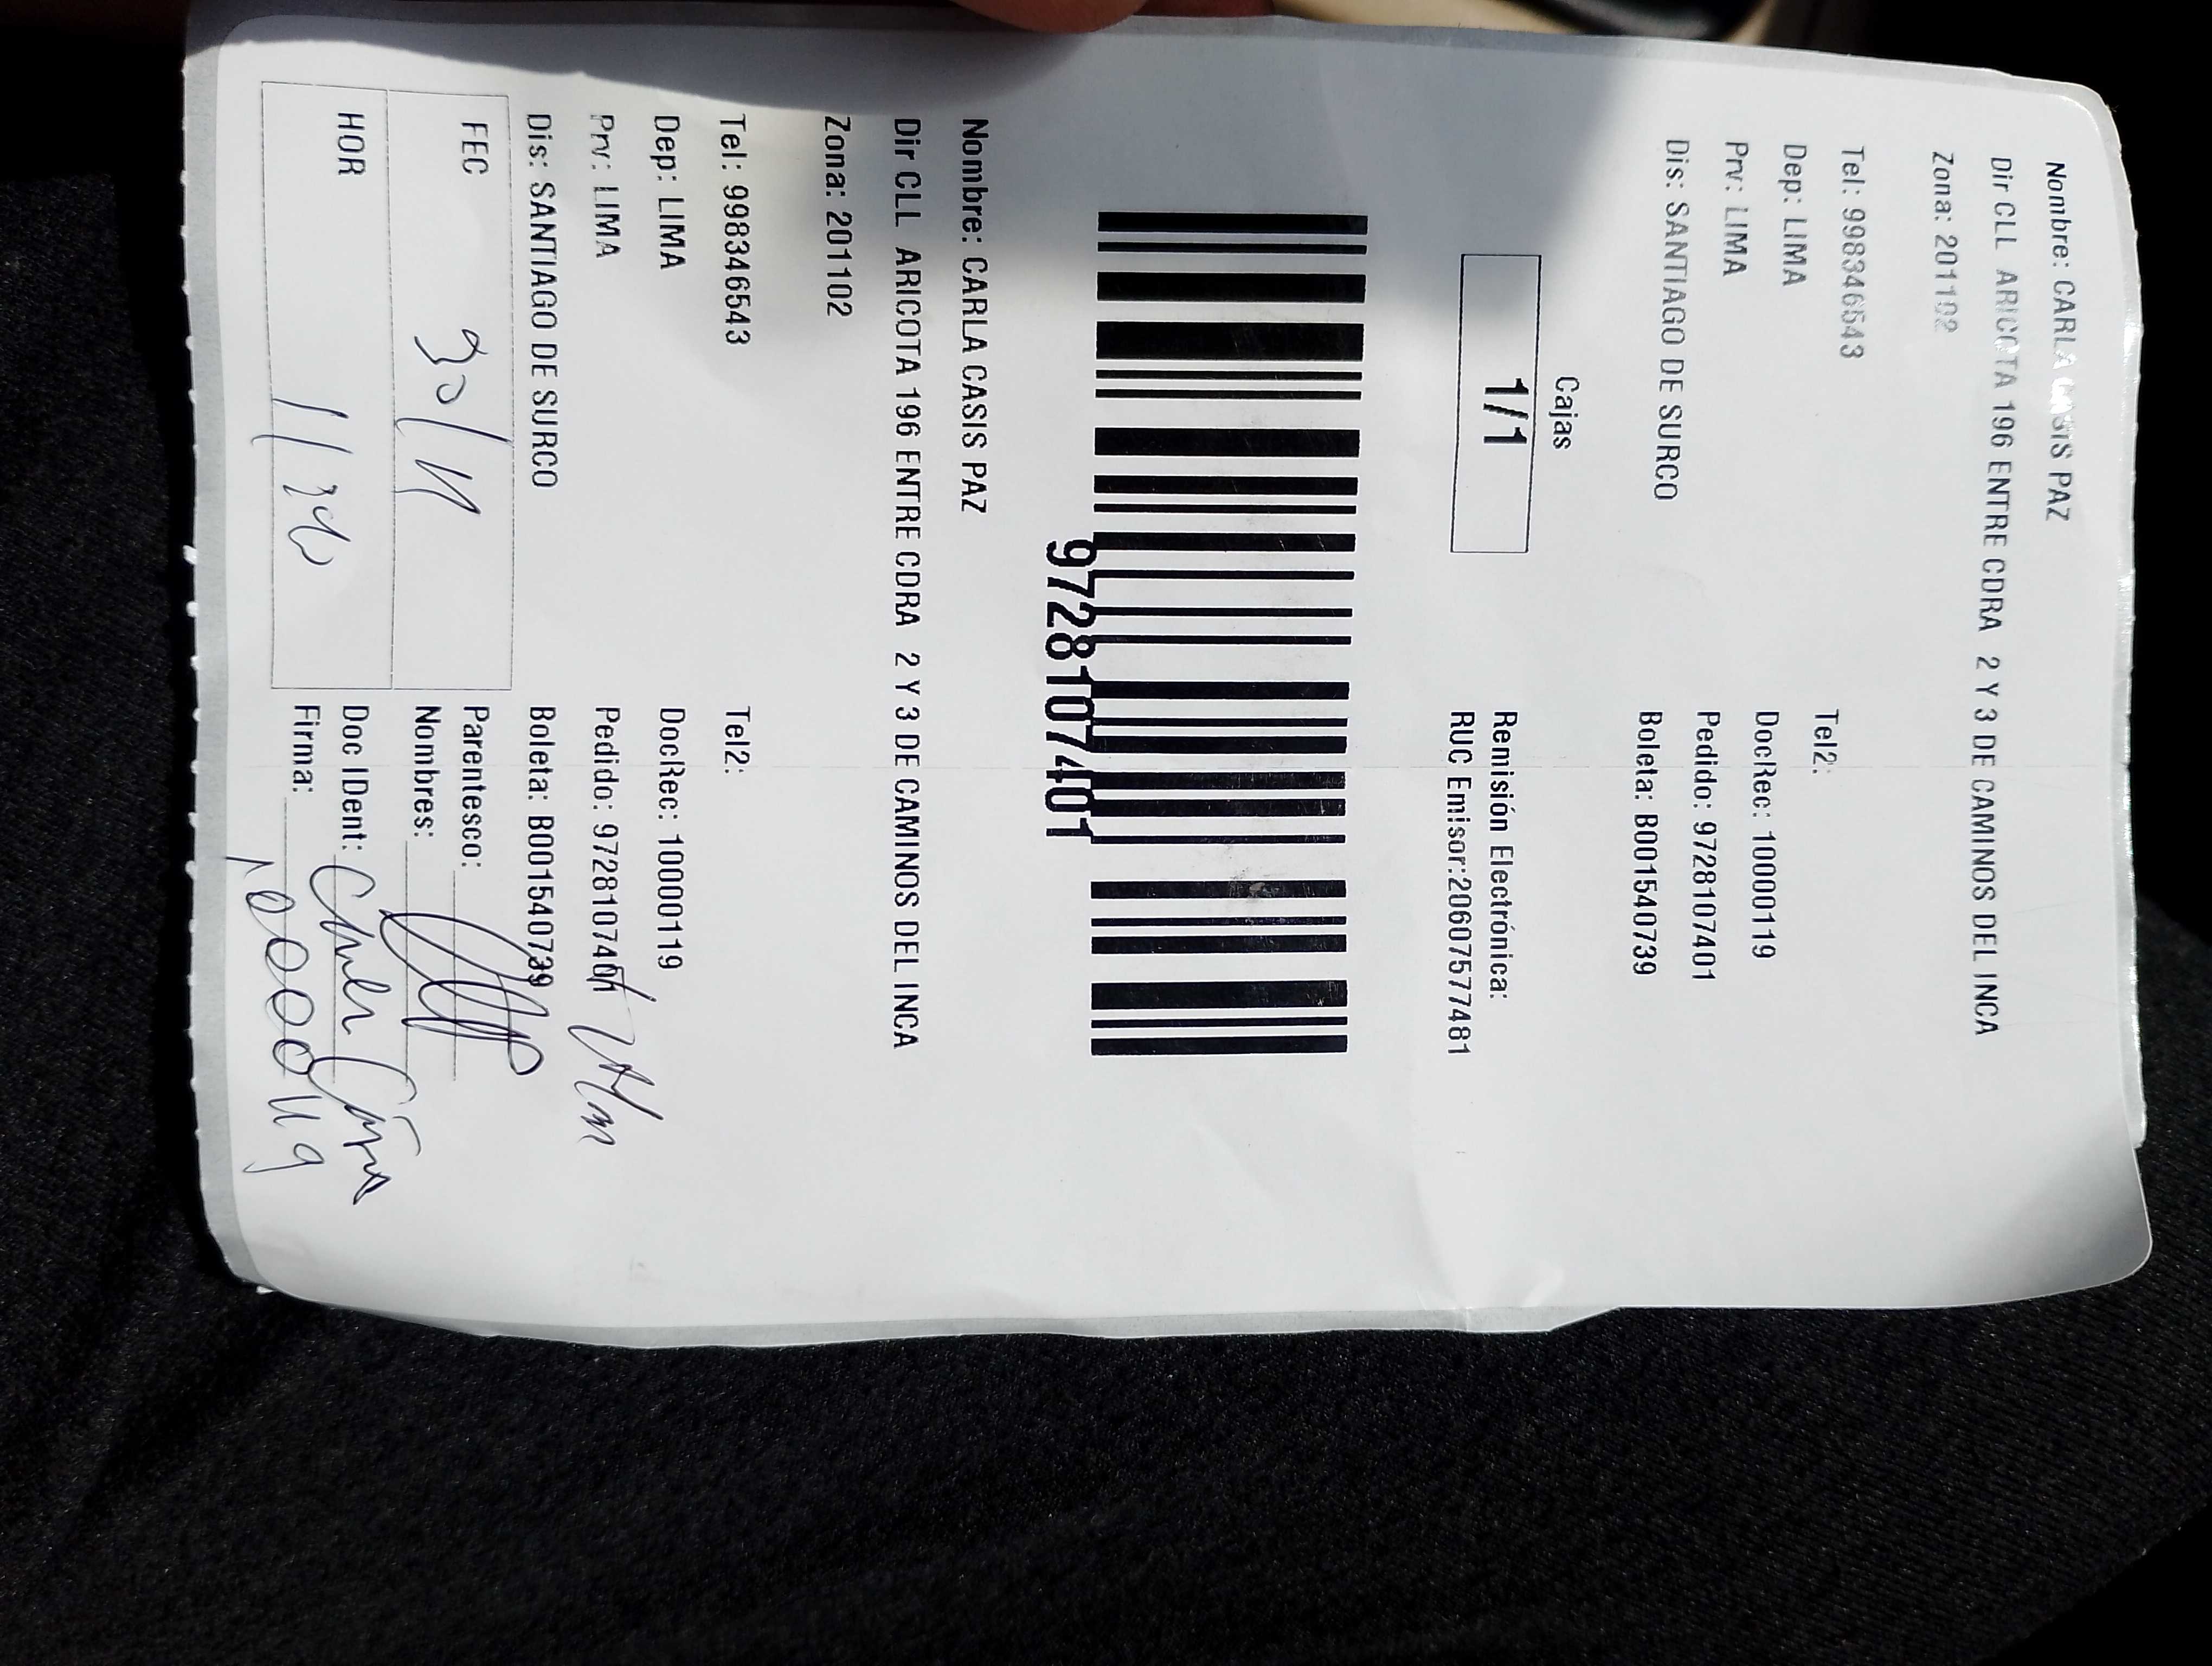 Nombre: CARLA CASIS PAZ
Dir CLL ARICOTA 196 ENTRE CDRA 2 Y 3 DE CAMINOS DEL INCA
Zona: 201102
Tel: 998346543 Tel2:
Dep: LIMA DocRec: 10000119
Prv: LIMA Pedido: 9728107401
Dis: SANTIAGO DE SURCO Boleta: B001540739
Cajas
1/1
Remisión Electrónica:
RUC Emisor:20607577481
9728107401
Nombre: CARLA CASIS PAZ
Dir CLL ARICOTA 196 ENTRE CDRA 2 Y 3 DE CAMINOS DEL INCA
Zona: 201102
Tel: 998346543 Tel2:
Dep: LIMA DocRec: 10000119
Prv: LIMA Pedido: 9728107401
Dis: SANTIAGO DE SURCO Boleta: B001540739
FEC 30/11 Parentesco:
Nombres:
HOR 11/30 Doc IDent:
Firma: 10000119